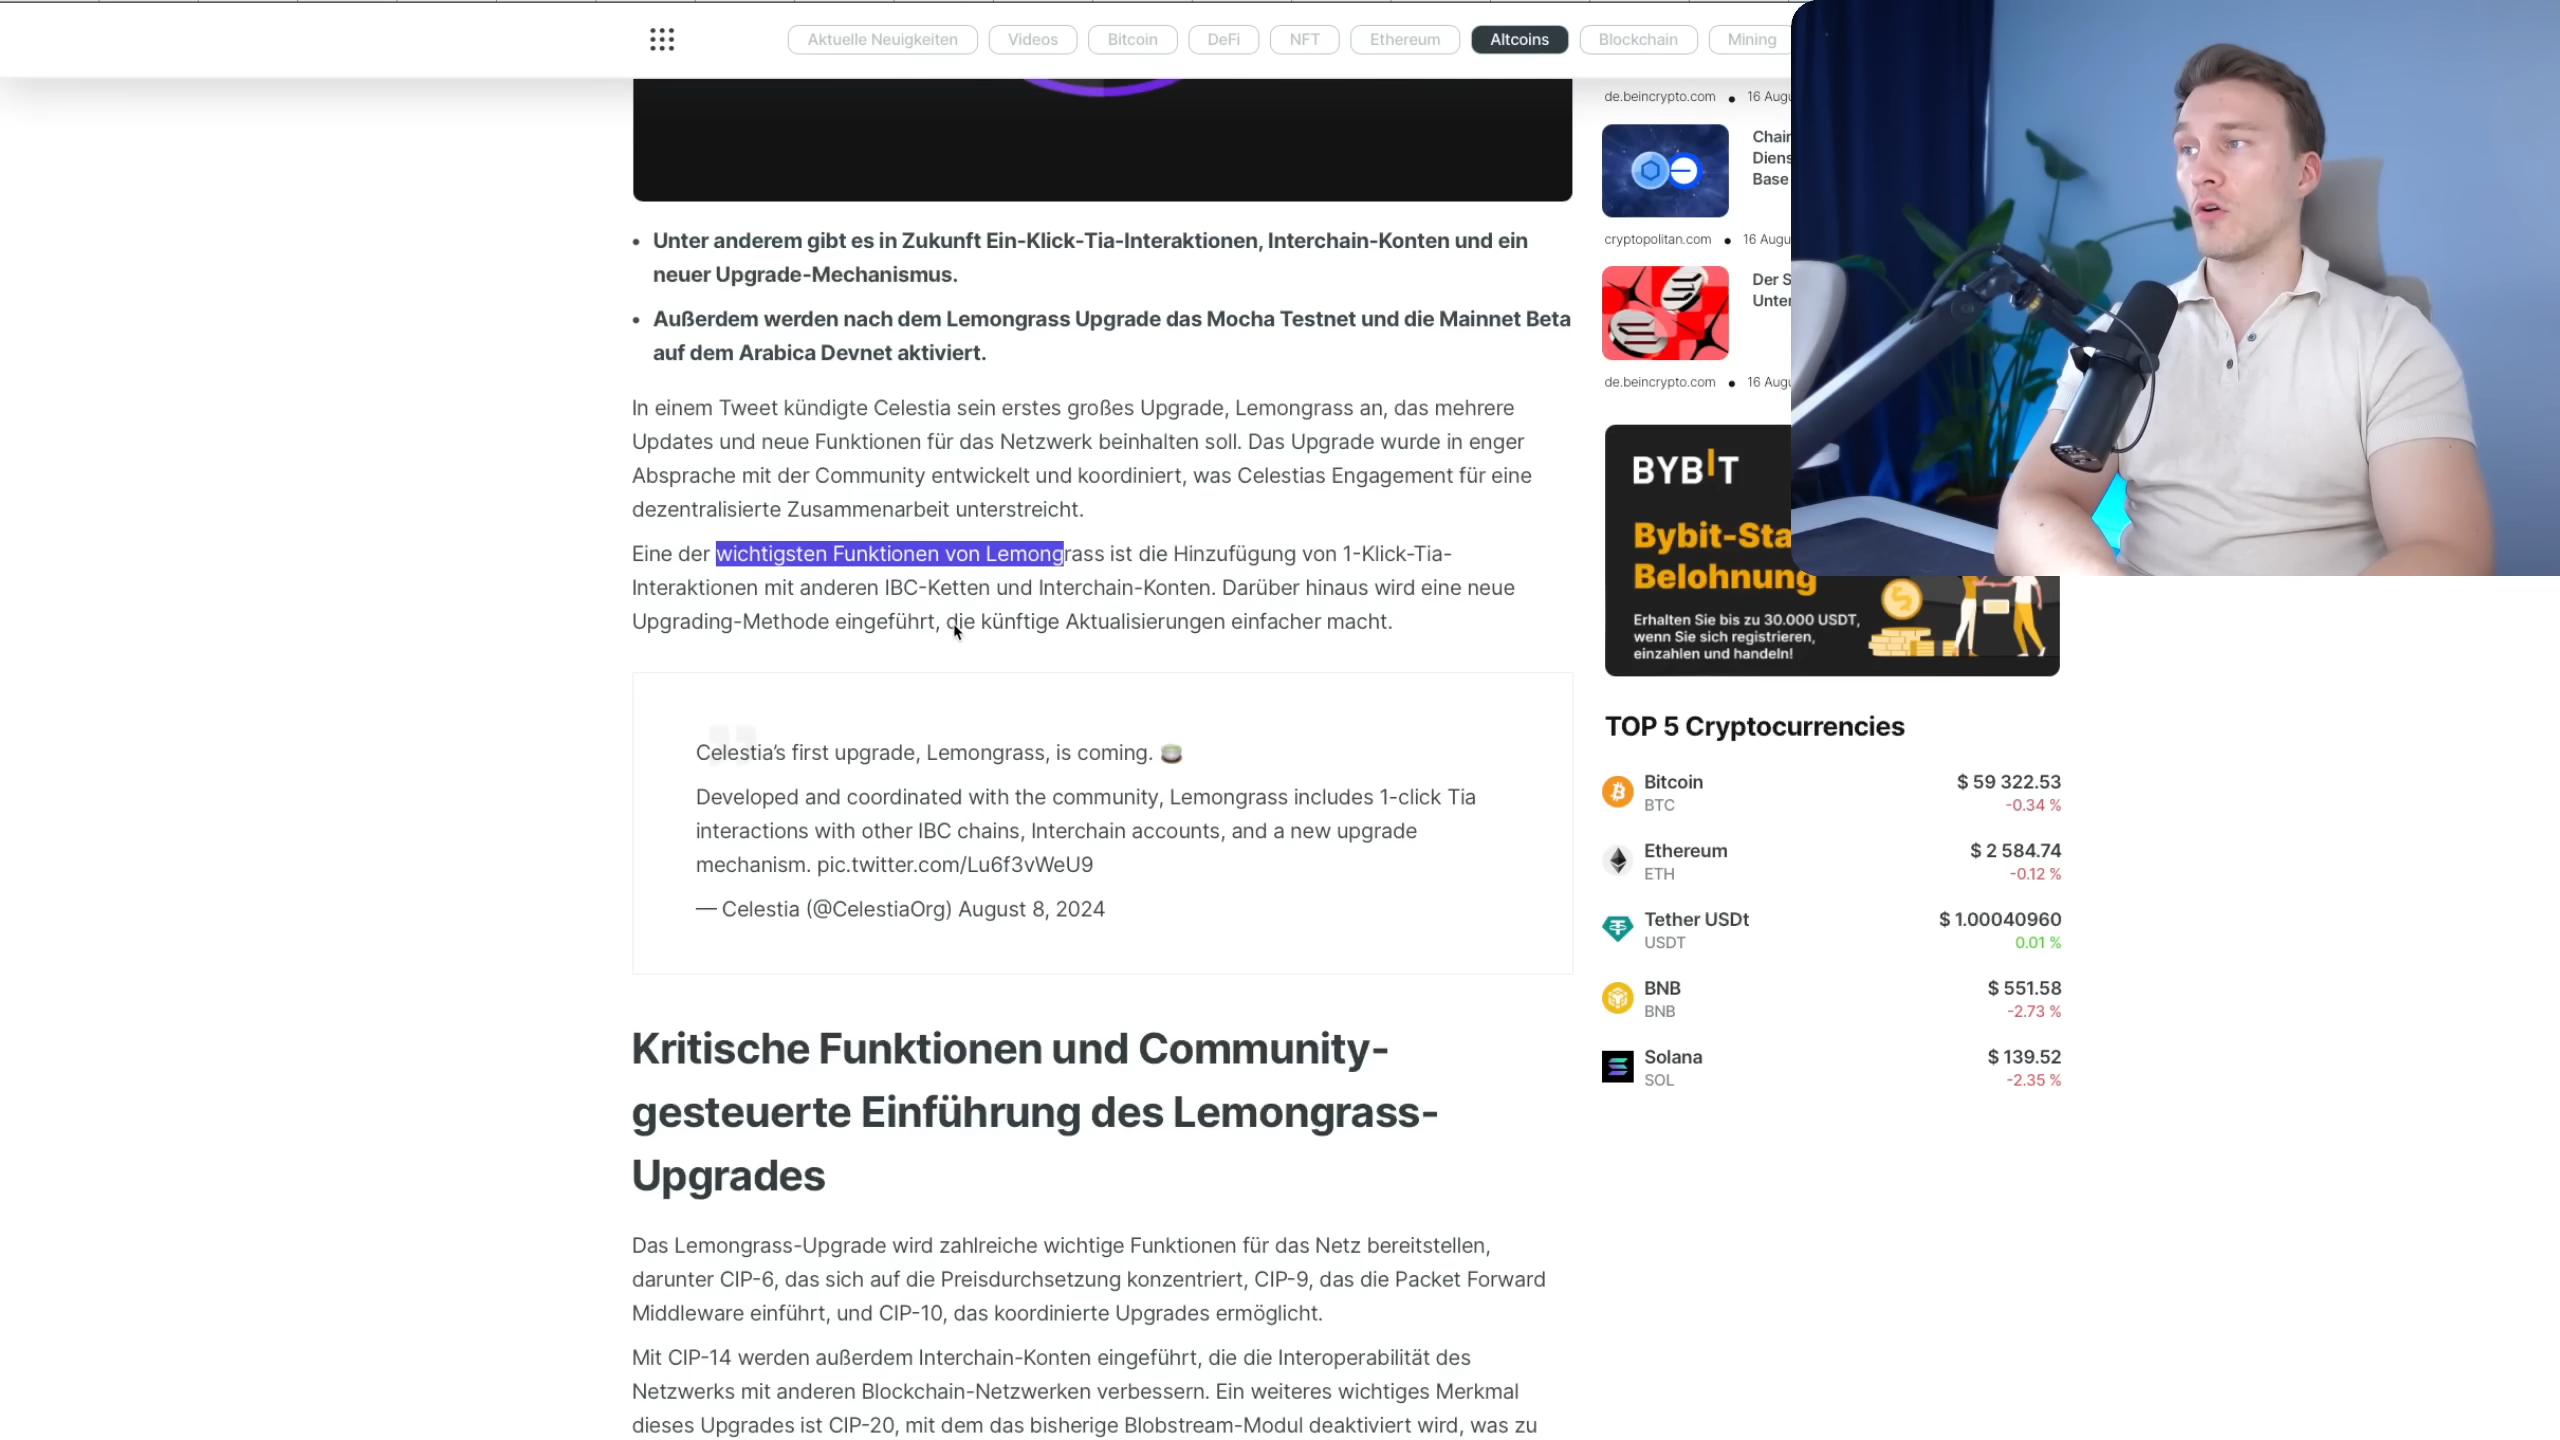 Aktuelle Neuigkeiten
Videos
Bitcoin
DeFi
NFT
Ethereum
Altcoins
Blockchain
Mining
Unter anderem gibt es in Zukunft Ein-Klick-Tia-Interaktionen, Interchain-Konten und ein
neuer Upgrade-Mechanismus.
Außerdem werden nach dem Lemongrass Upgrade das Mocha Testnet und die Mainnet Beta
auf dem Arabica Devnet aktiviert.
In einem Tweet kündigte Celestia sein erstes großes Upgrade, Lemongrass an, das mehrere
Updates und neue Funktionen für das Netzwerk beinhalten soll. Das Upgrade wurde in enger
Absprache mit der Community entwickelt und koordiniert, was Celestias Engagement für eine
dezentralisierte Zusammenarbeit unterstreicht.
Eine der wichtigsten Funktionen von Lemongrass ist die Hinzufügung von 1-Klick-Tia-
Interaktionen mit anderen IBC-Ketten und Interchain-Konten. Darüber hinaus wird eine neue
Upgrading-Methode eingeführt, die künftige Aktualisierungen einfacher macht.
Celestia’s first upgrade, Lemongrass, is coming. 🍵
Developed and coordinated with the community, Lemongrass includes 1-click Tia
interactions with other IBC chains, Interchain accounts, and a new upgrade
mechanism. pic.twitter.com/Lu6f3vWeU9
— Celestia (@CelestiaOrg) August 8, 2024
Kritische Funktionen und Community-
gesteuerte Einführung des Lemongrass-
Upgrades
Das Lemongrass-Upgrade wird zahlreiche wichtige Funktionen für das Netz bereitstellen,
darunter CIP-6, das sich auf die Preisdurchsetzung konzentriert, CIP-9, das die Packet Forward
Middleware einführt, und CIP-10, das koordinierte Upgrades ermöglicht.
Mit CIP-14 werden außerdem Interchain-Konten eingeführt, die die Interoperabilität des
Netzwerks mit anderen Blockchain-Netzwerken verbessern. Ein weiteres wichtiges Merkmal
dieses Upgrades ist CIP-20, mit dem das bisherige Blobstream-Modul deaktiviert wird, was zu
de.beincrypto.com • 16 Augu
Chain
Diens
Base
cryptopolitan.com • 16 Augu
Der S
Unter
de.beincrypto.com • 16 Augu
BYBIT
Bybit-Sta
Belohnung
Erhalten Sie bis zu 30.000 USDT,
wenn Sie sich registrieren,
einzahlen und handeln!
TOP 5 Cryptocurrencies
Bitcoin $ 59 322.53
BTC -0.34 %
Ethereum $ 2 584.74
ETH -0.12 %
Tether USDt $ 1.00040960
USDT 0.01 %
BNB $ 551.58
BNB -2.73 %
Solana $ 139.52
SOL -2.35 %